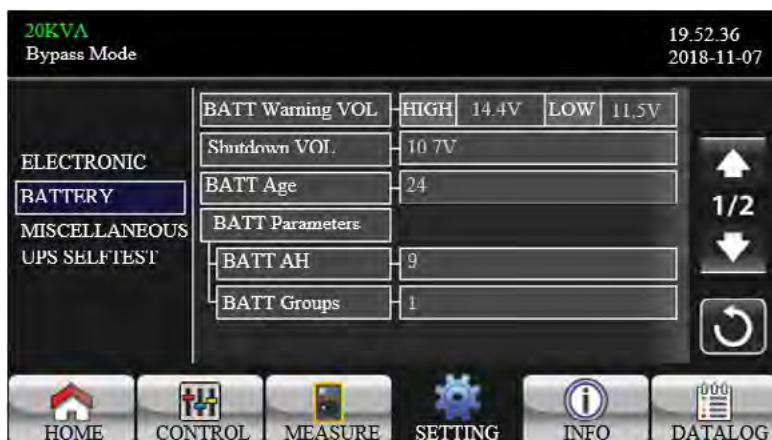 20KVA
Bypass Mode
19.52.36
2018-11-07
ELECTRONIC
BATTERY
MISCELLANEOUS
UPS SELFTEST
BATT Warning VOL HIGH 14.4V LOW 11.5V
Shutdown VOL 10.7V
BATT Age 24
BATT Parameters
BATT AH 9
BATT Groups 1
1/2
HOME CONTROL MEASURE SETTING INFO DATALOG